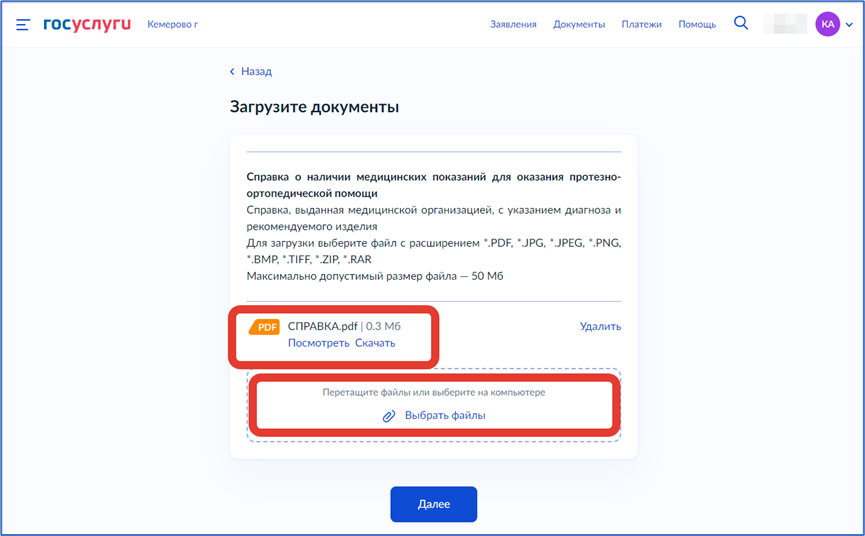 госуслуги
Кемерово г
Заявления Документы Платежи Помощь
КА
Назад
Загрузите документы
Справка о наличии медицинских показаний для оказания протезно-
ортопедической помощи
Справка, выданная медицинской организацией, с указанием диагноза и
рекомендуемого изделия
Для загрузки выберите файл с расширением *.PDF, *.JPG, *.JPEG, *.PNG,
*.BMP, *.TIFF, *.ZIP, *.RAR
Максимально допустимый размер файла — 50 Мб
PDF СПРАВКА.pdf | 0.3 Мб Удалить
Посмотреть Скачать
Перетащите файлы или выберите на компьютере
Выбрать файлы
Далее